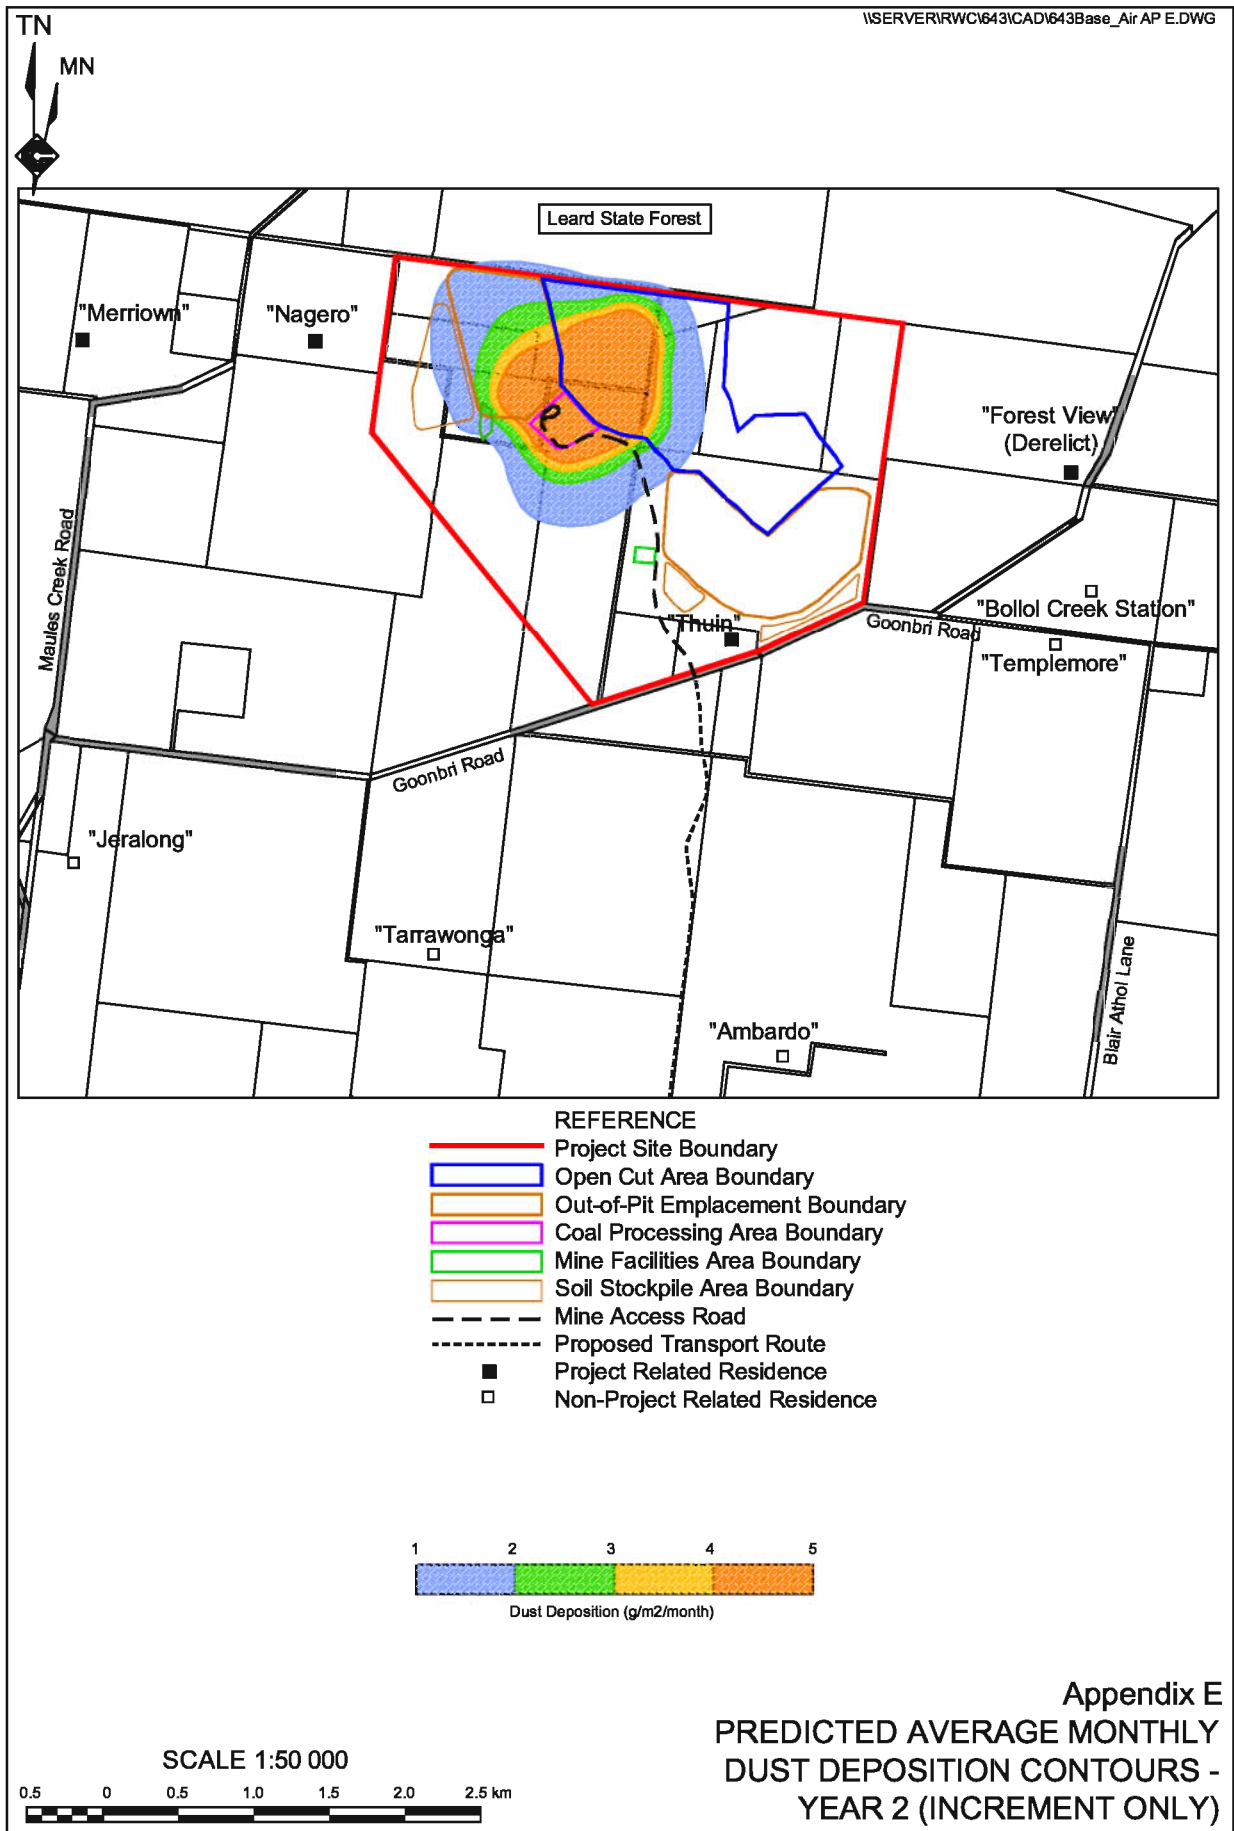 \\SERVER\RWC\643\CAD\643Base_Air AP E.DWG
TN
MN
Leard State Forest
"Merriown"
"Nagero"
"Forest View"
(Derelict)
Maules Creek Road
"Thuin"
Goonbri Road
"Bollol Creek Station"
"Templemore"
Goonbri Road
"Jeralong"
"Tarrawonga"
"Ambardo"
Blair Athol Lane
REFERENCE
Project Site Boundary
Open Cut Area Boundary
Out-of-Pit Emplacement Boundary
Coal Processing Area Boundary
Mine Facilities Area Boundary
Soil Stockpile Area Boundary
Mine Access Road
Proposed Transport Route
Project Related Residence
Non-Project Related Residence
1 2 3 4 5
Dust Deposition (g/m2/month)
Appendix E
PREDICTED AVERAGE MONTHLY
DUST DEPOSITION CONTOURS -
YEAR 2 (INCREMENT ONLY)
SCALE 1:50 000
0.5 0 0.5 1.0 1.5 2.0 2.5 km